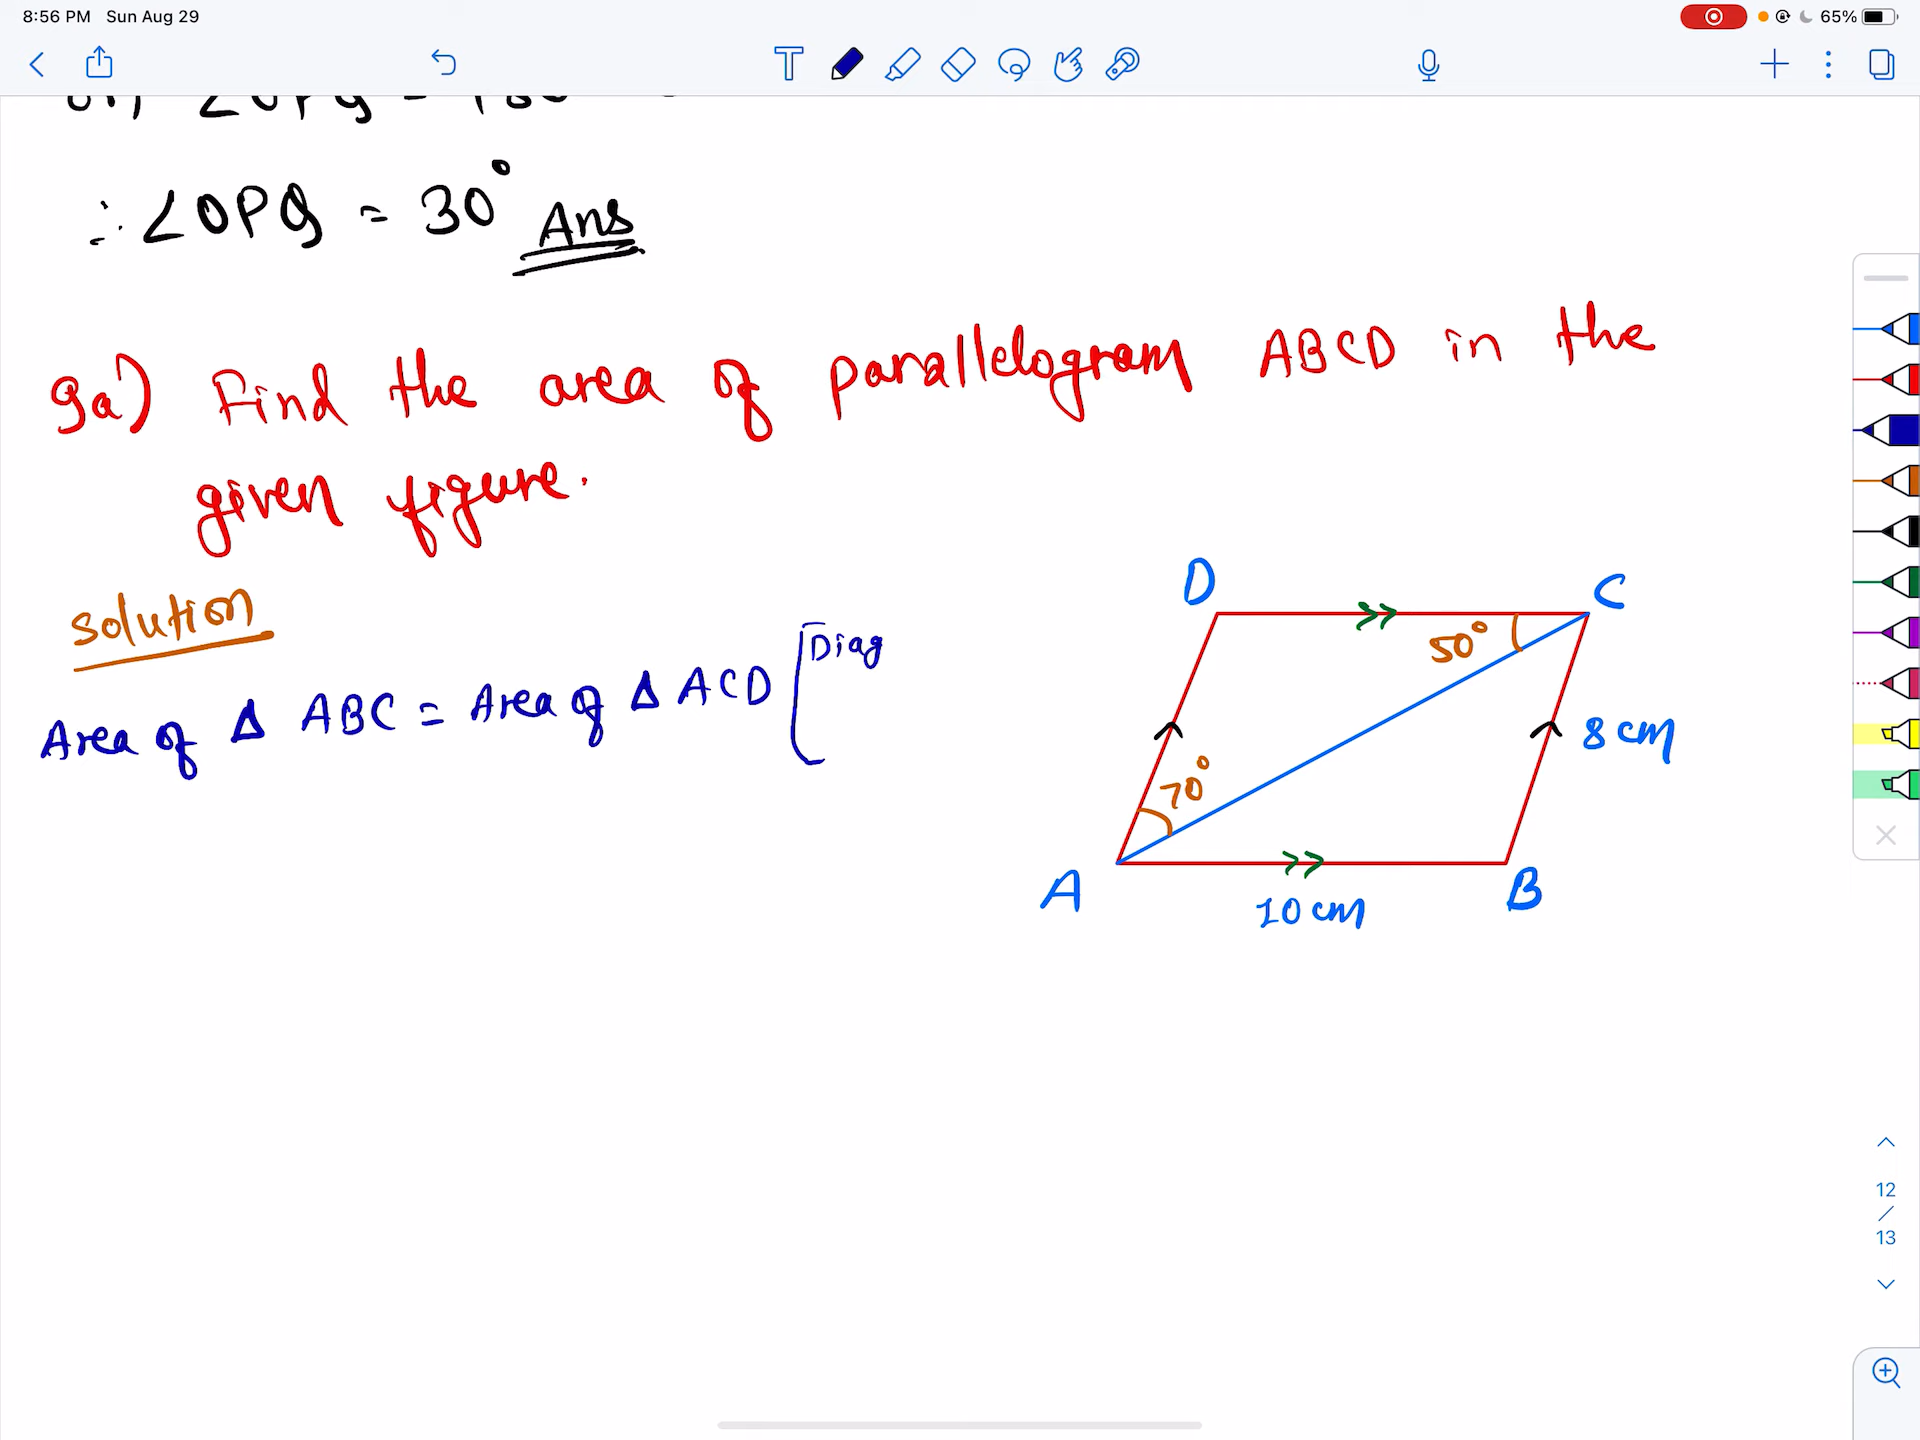 8:56 PM Sun Aug 29
65%
∴ ∠OPQ = 30° Ans
9a) Find the area of parallelogram ABCD in the
given figure.
Solution
Area of Δ ABC = Area of Δ ACD [Diag
D
C
50°
8 cm
70°
A
B
10 cm
12
/
13